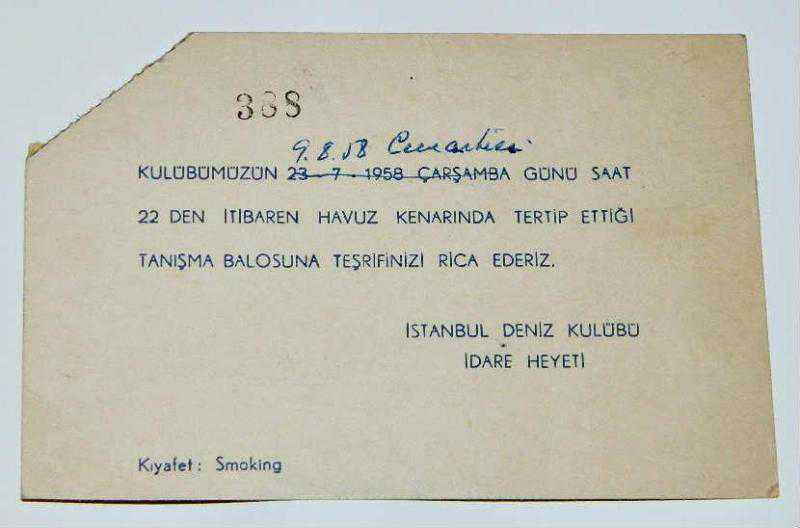 388
9.8.58 Cumartesi
KULÜBÜMÜZÜN 23 - 7 - 1958 ÇARŞAMBA GÜNÜ SAAT
22 DEN İTİBAREN HAVUZ KENARINDA TERTİP ETTİĞİ
TANIŞMA BALOSUNA TEŞRİFİNİZİ RİCA EDERİZ.
İSTANBUL DENİZ KULÜBÜ
İDARE HEYETİ
Kıyafet : Smoking